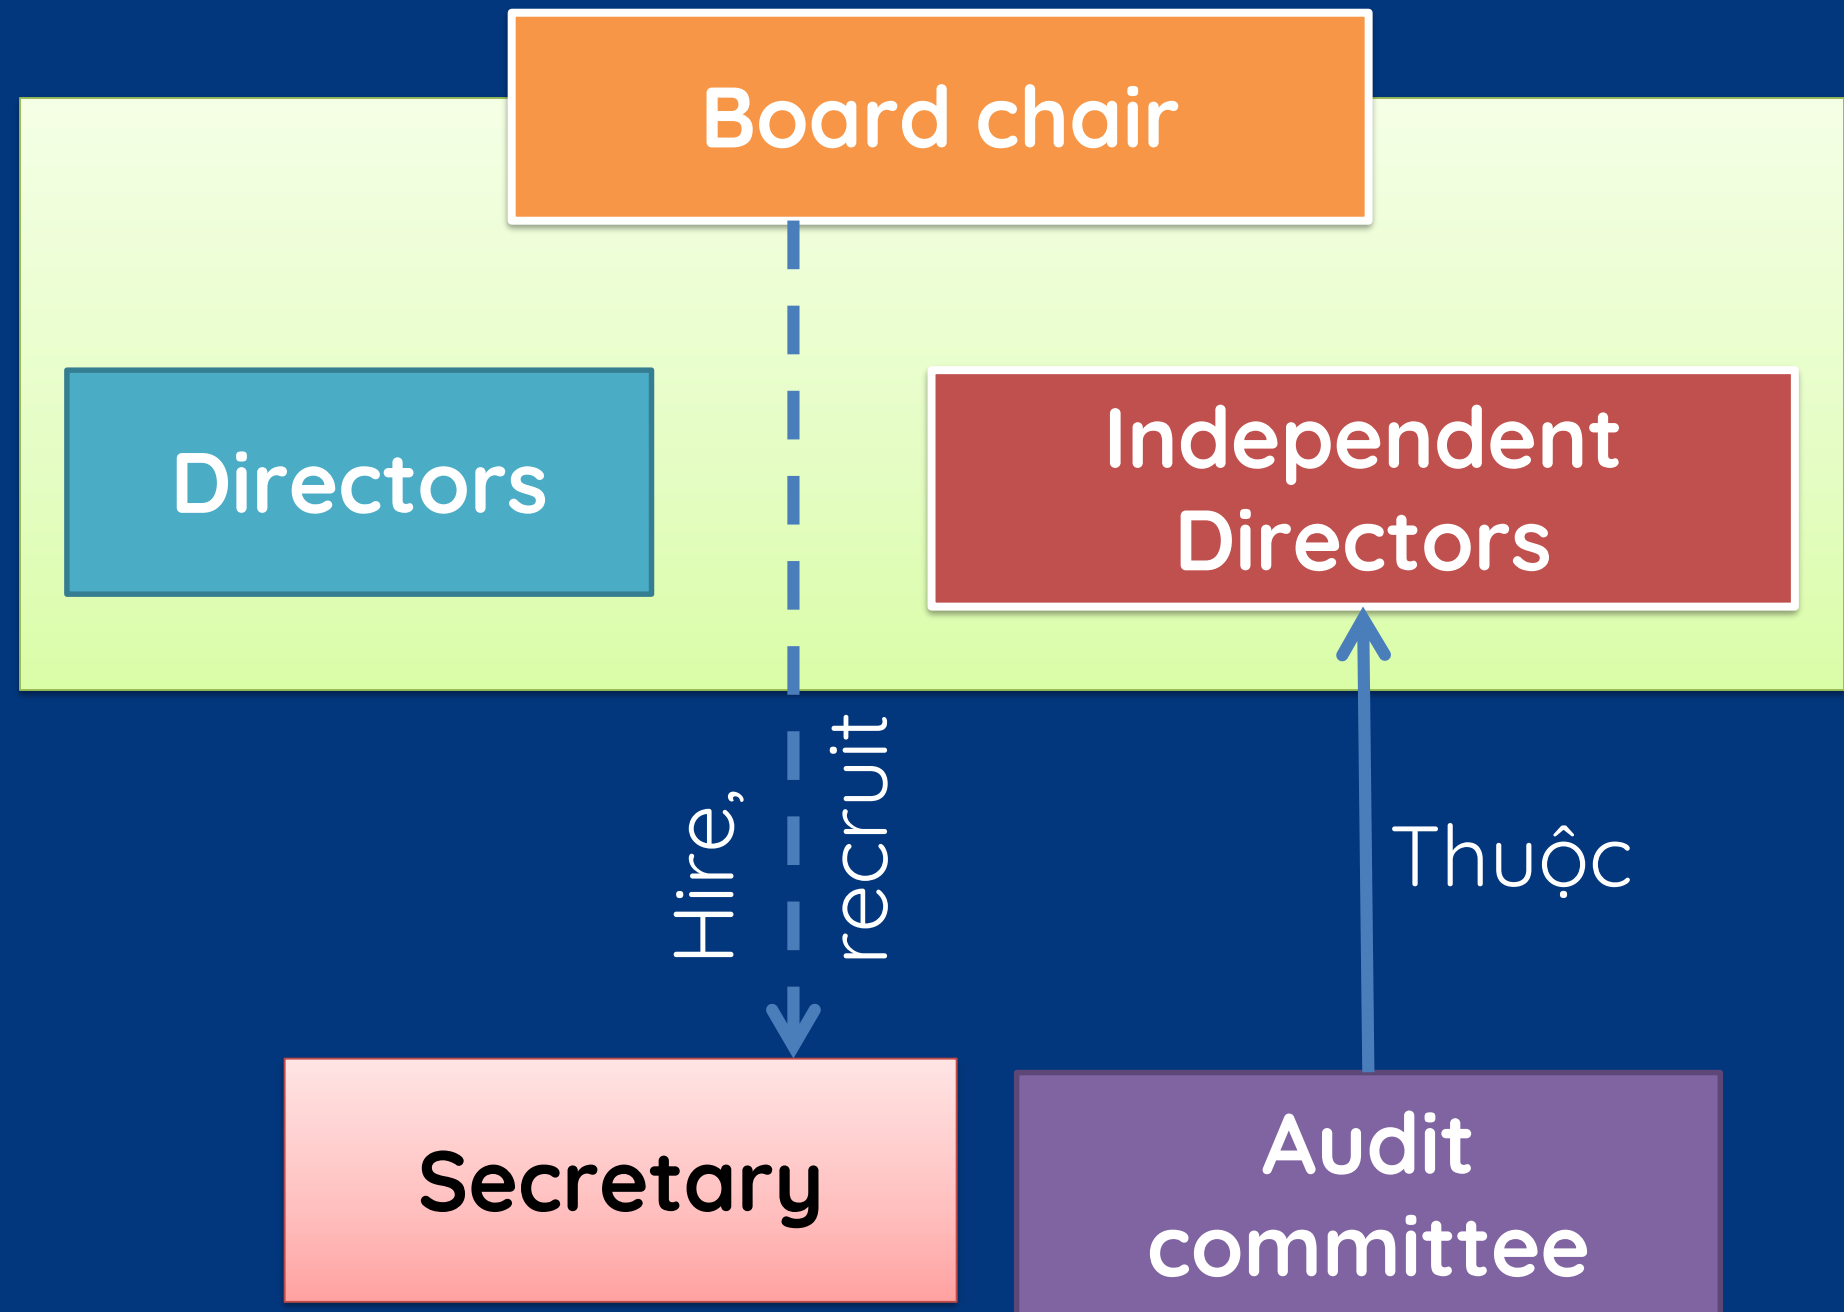 Board chair
Directors
Independent
Directors
Hire,
recruit
Thuộc
Secretary
Audit
committee